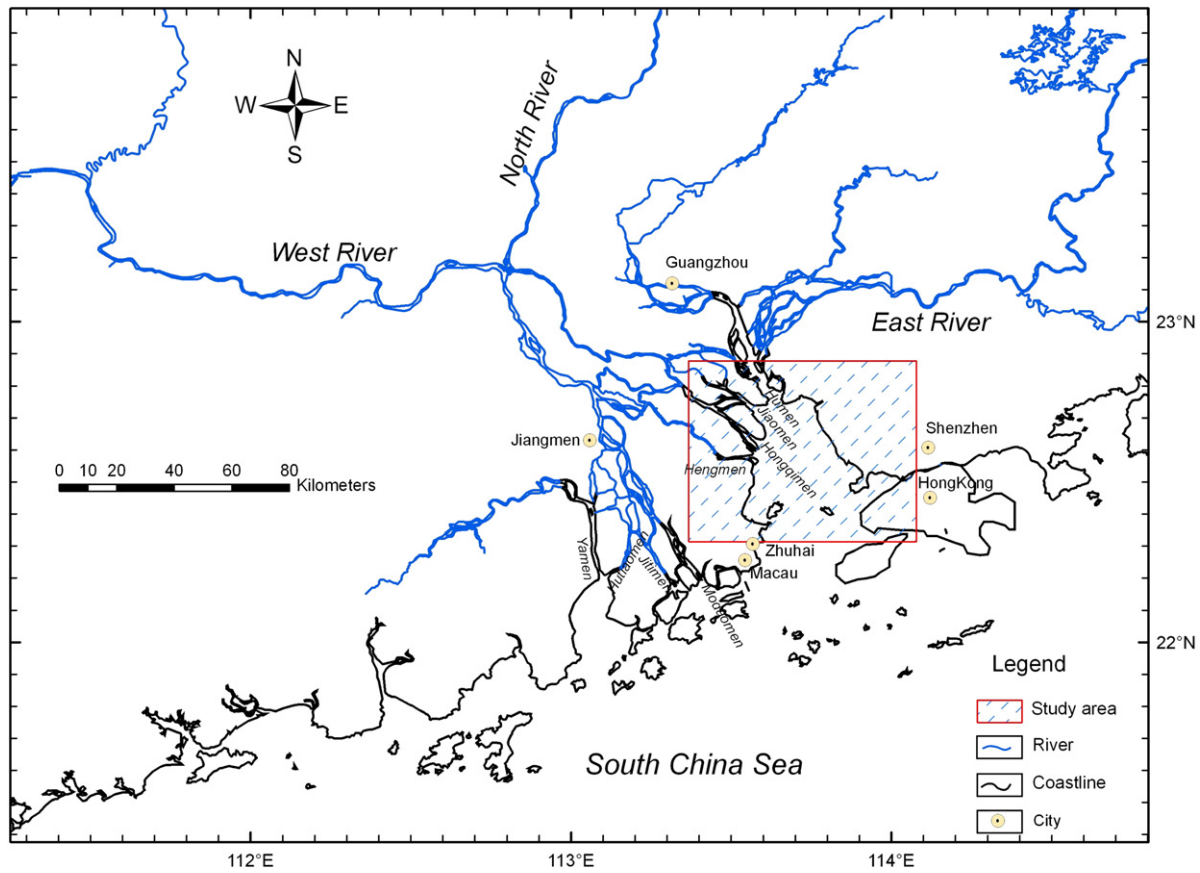 N
W E
S
North River
West River
Guangzhou
East River
23°N
Humen
Jiaomen
Hongqimen
Hengmen
Jiangmen
Shenzhen
HongKong
0 10 20 40 60 80
Kilometers
Zhuhai
Macau
Yamen
Hutiaomen
Jitimen
Modaomen
22°N
South China Sea
Legend
Study area
River
Coastline
City
112°E 113°E 114°E